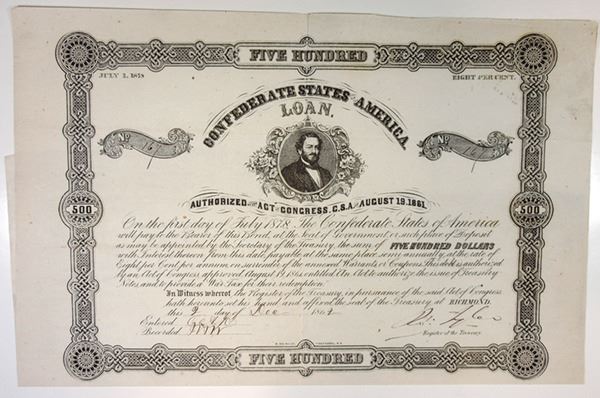 FIVE HUNDRED
JULY 1, 1878
EIGHT PER CENT.
CONFEDERATE STATES OF AMERICA.
LOAN.
No
No
AUTHORIZED BY ACT OF CONGRESS, C.S.A. OF AUGUST 19, 1861.
500
500
On the first day of July 1878, The Confederate States of America
will pay to the Bearer of this Bond, at the Seat of Government, or such place of Deposit
as may be appointed by the Secretary of the Treasury, the sum of FIVE HUNDRED DOLLARS
with Interest thereon from this date, payable at the same place semi annually, at the rate of
Eight per Cent per annum, on surrender of the annexed Warrants or Coupons. This debt is authorized
By an Act of Congress, approved August 19, 1861, entitled An Act to authorize the issue of Treasury
Notes, and to provide a War Tax for their redemption.
In Witness whereof, the Register of the Treasury, in pursuance of the said Act of Congress
hath hereunto set his hand and affixed the seal of the Treasury, at RICHMOND,
this 2 day of Dec 1862
Entered
Recorded
Register of the Treasury.
FIVE HUNDRED